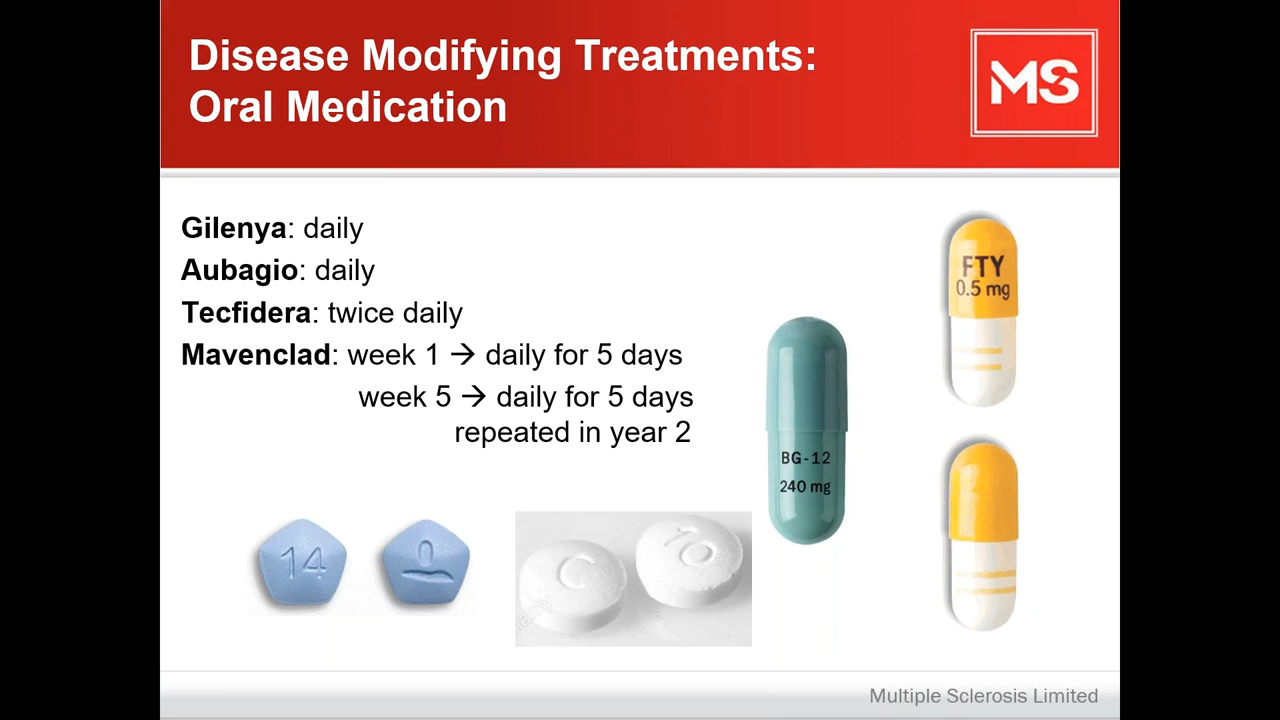 Disease Modifying Treatments:
Oral Medication
MS
Gilenya: daily
Aubagio: daily
Tecfidera: twice daily
Mavenclad: week 1 → daily for 5 days
week 5 → daily for 5 days
repeated in year 2
FTY
0.5 mg
BG-12
240 mg
14
C
10
Multiple Sclerosis Limited